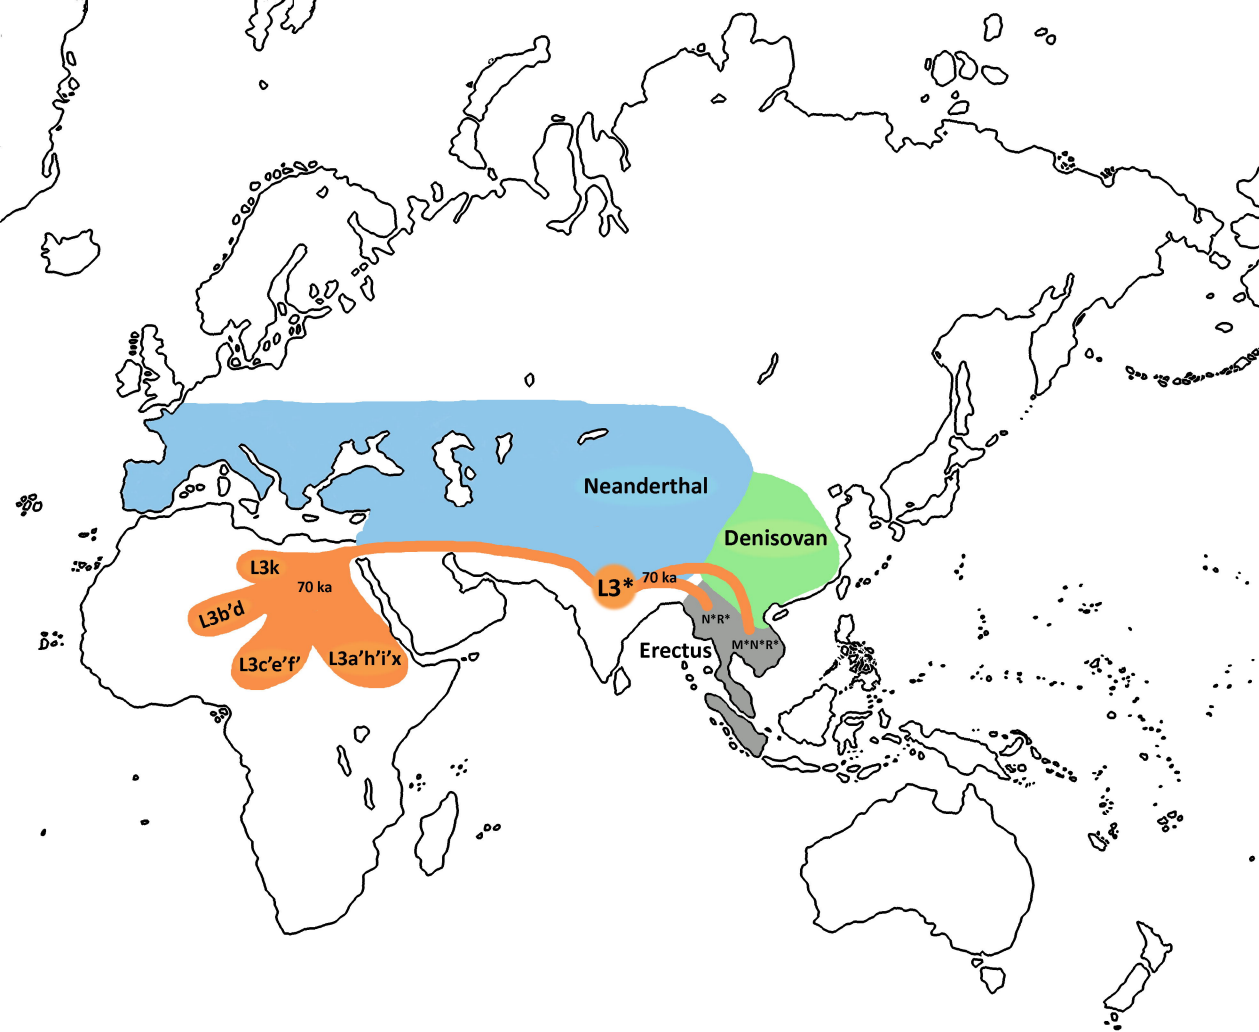 Neanderthal
Denisovan
L3k
70 ka
L3*
70 ka
L3b'd
N*R*
M*N*R*
Erectus
L3c'e'f'
L3a'h'i'x